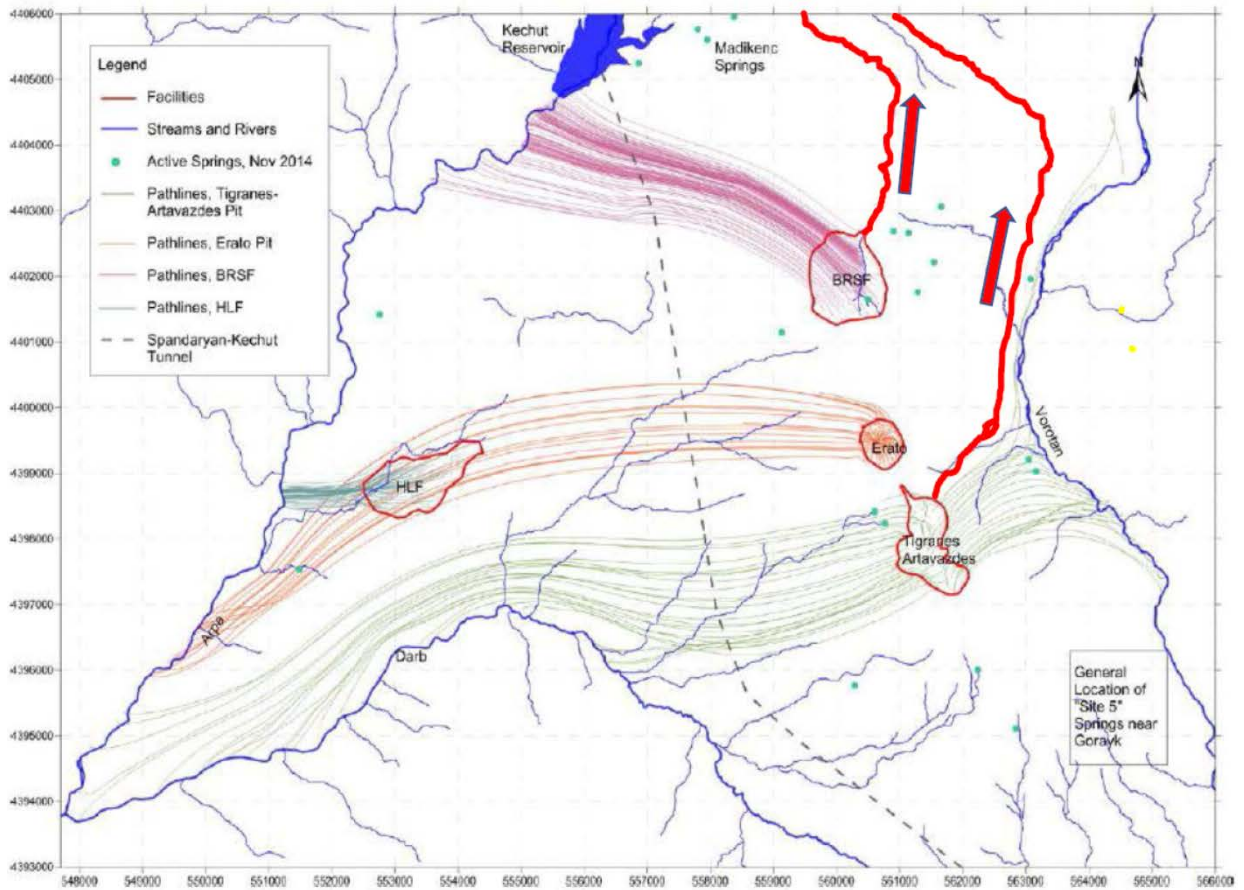 4406000
4405000
4404000
4403000
4402000
4401000
4400000
4399000
4398000
4397000
4396000
4395000
4394000
4393000
Legend
Facilities
Streams and Rivers
Active Springs, Nov 2014
Pathlines, Tigranes-
Artavazdes Pit
Pathlines, Erato Pit
Pathlines, BRSF
Pathlines, HLF
Spandaryan-Kechut
Tunnel
Kechut
Reservoir
Madikenc
Springs
N
BRSF
Erato
HLF
Vorotan
Tigranes
Artavazdes
Arpa
Darb
General
Location of
"Site 5"
Springs near
Gorayk
548000 549000 550000 551000 552000 553000 554000 555000 556000 557000 558000 559000 560000 561000 562000 563000 564000 565000 566000